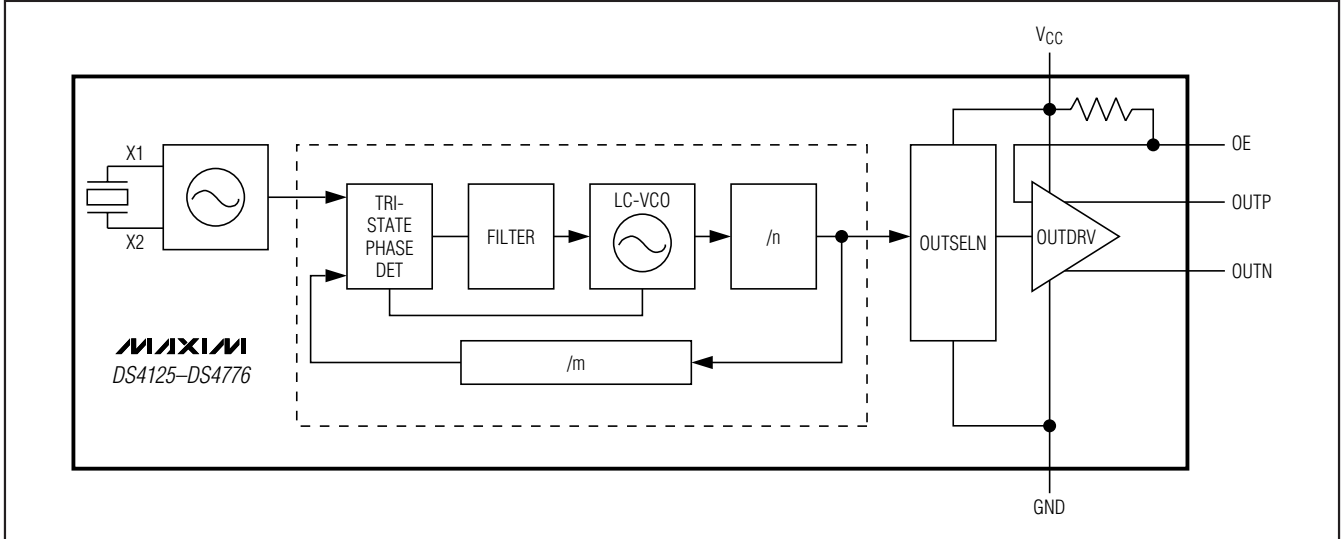 VCC
X1
X2
TRI-
STATE
PHASE
DET
FILTER
LC-VCO
/n
/m
OUTSELN
OUTDRV
OE
OUTP
OUTN
MAXIM
DS4125–DS4776
GND